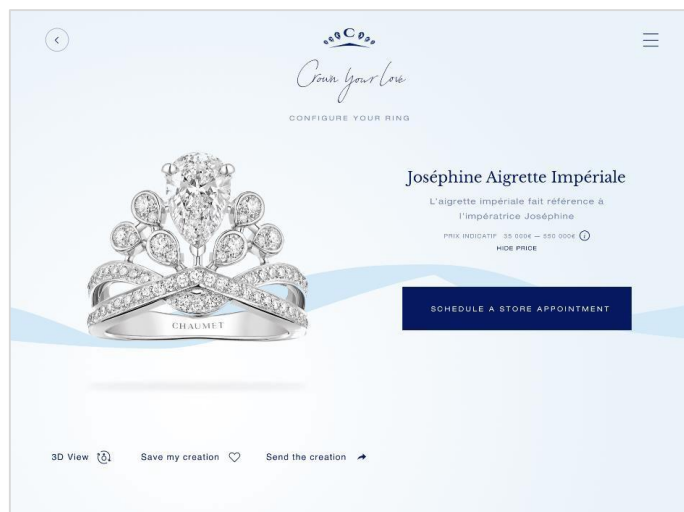 C
Crown Your Love
CONFIGURE YOUR RING
Joséphine Aigrette Impériale
L'aigrette impériale fait référence à
l'impératrice Joséphine
PRIX INDICATIF 35 000€ — 550 000€ i
HIDE PRICE
SCHEDULE A STORE APPOINTMENT
CHAUMET
3D View
Save my creation
Send the creation